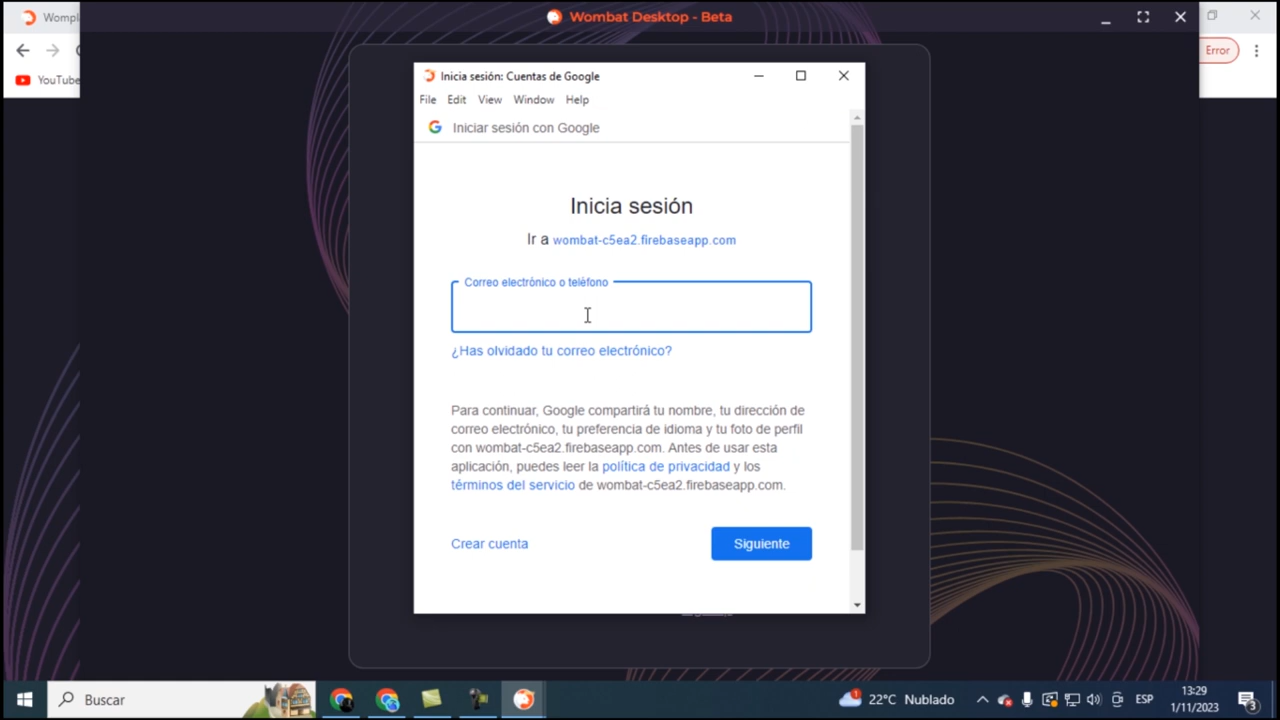 Wombat Desktop - Beta
Error
YouTube
Inicia sesión: Cuentas de Google
File Edit View Window Help
Iniciar sesión con Google
Inicia sesión
Ir a wombat-c5ea2.firebaseapp.com
Correo electrónico o teléfono
¿Has olvidado tu correo electrónico?
Para continuar, Google compartirá tu nombre, tu dirección de
correo electrónico, tu preferencia de idioma y tu foto de perfil
con wombat-c5ea2.firebaseapp.com. Antes de usar esta
aplicación, puedes leer la política de privacidad y los
términos del servicio de wombat-c5ea2.firebaseapp.com.
Crear cuenta
Siguiente
Buscar
1
22°C Nublado
ESP
13:29
1/11/2023
3